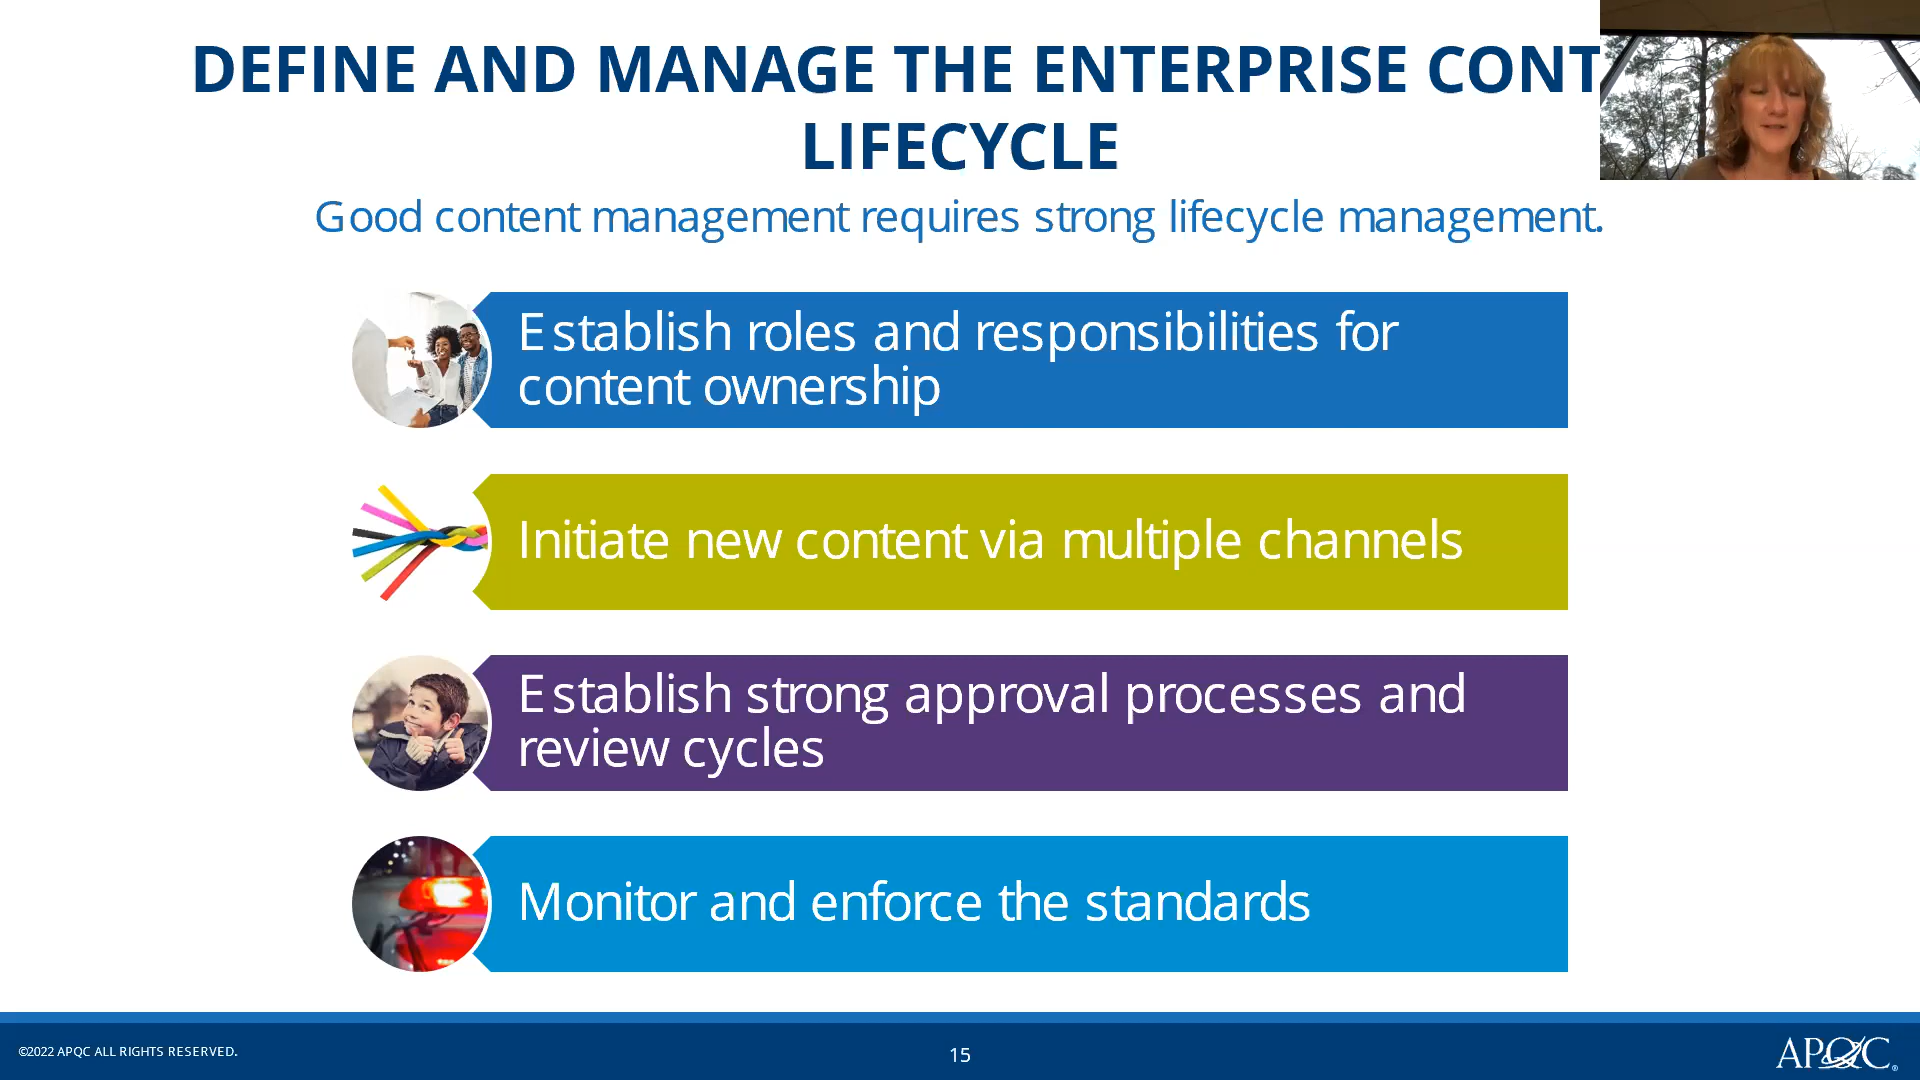 DEFINE AND MANAGE THE ENTERPRISE CONT
LIFECYCLE
Good content management requires strong lifecycle management.
Establish roles and responsibilities for
content ownership
Initiate new content via multiple channels
Establish strong approval processes and
review cycles
Monitor and enforce the standards
©2022 APQC ALL RIGHTS RESERVED.
15
APQC®